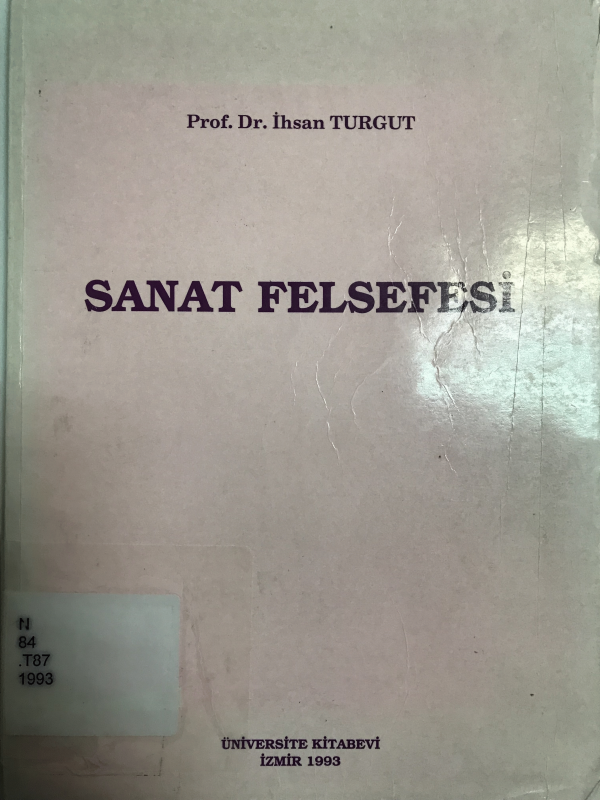 Prof. Dr. İhsan TURGUT
SANAT FELSEFESİ
N
84
.T87
1993
ÜNİVERSİTE KİTABEVİ
İZMİR 1993